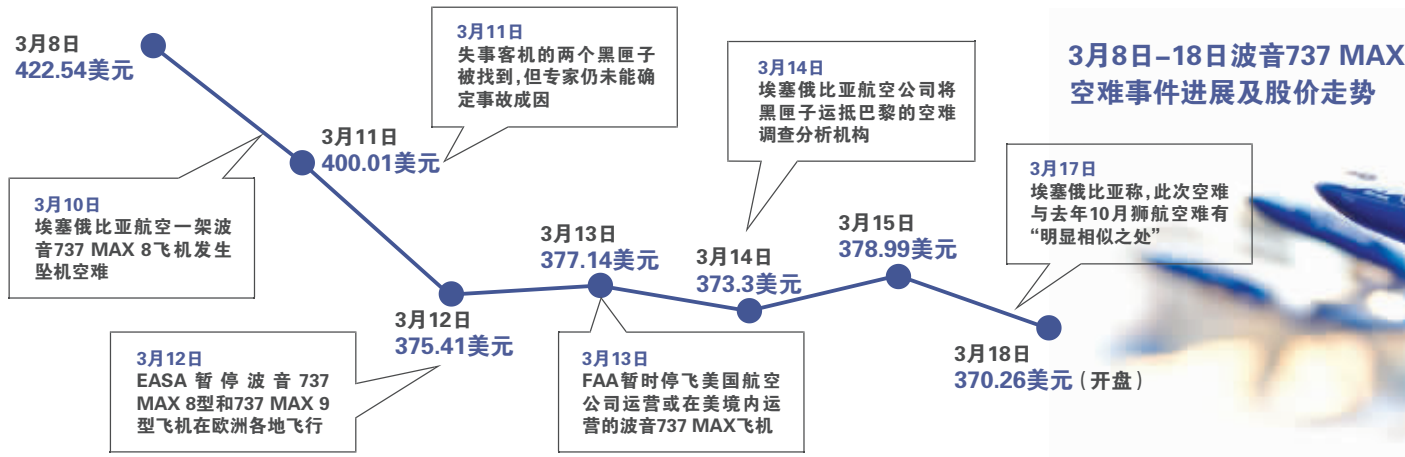 3月8日–18日波音737 MAX
空难事件进展及股价走势
3月8日
422.54美元
3月10日
埃塞俄比亚航空一架波
音737 MAX 8飞机发生
坠机空难
3月11日
400.01美元
3月11日
失事客机的两个黑匣子
被找到,但专家仍未能确
定事故成因
3月12日
375.41美元
3月12日
EASA暂停波音737
MAX 8型和737 MAX 9
型飞机在欧洲各地飞行
3月13日
377.14美元
3月13日
FAA暂时停飞美国航空
公司运营或在美境内运
营的波音737 MAX飞机
3月14日
373.3美元
3月14日
埃塞俄比亚航空公司将
黑匣子运抵巴黎的空难
调查分析机构
3月15日
378.99美元
3月17日
埃塞俄比亚称,此次空难
与去年10月狮航空难有
“明显相似之处”
3月18日
370.26美元(开盘)